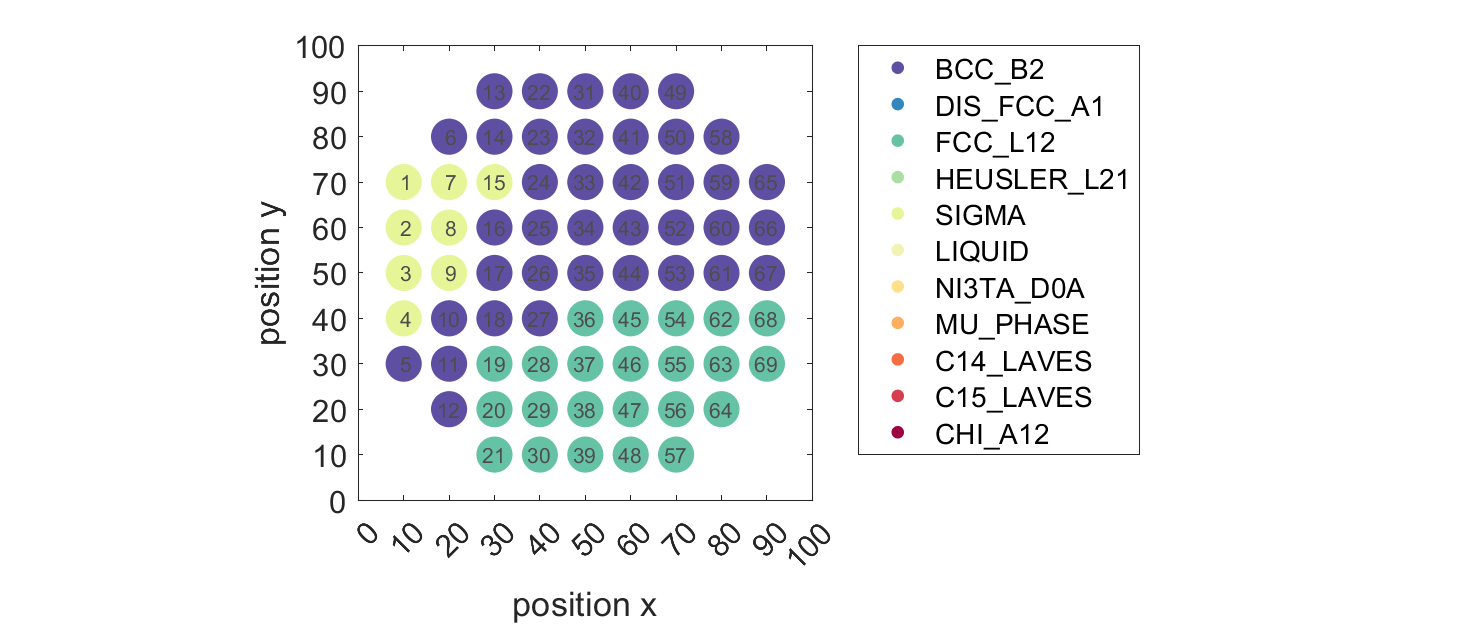 100
90
80
70
60
50
40
30
20
10
0
position y
13 22 31 40 49
6 14 23 32 41 50 58
1 7 15 24 33 42 51 59 65
2 8 16 25 34 43 52 60 66
3 9 17 26 35 44 53 61 67
4 10 18 27 36 45 54 62 68
5 11 19 28 37 46 55 63 69
12 20 29 38 47 56 64
21 30 39 48 57
0 10 20 30 40 50 60 70 80 90 100
position x
BCC_B2
DIS_FCC_A1
FCC_L12
HEUSLER_L21
SIGMA
LIQUID
NI3TA_D0A
MU_PHASE
C14_LAVES
C15_LAVES
CHI_A12